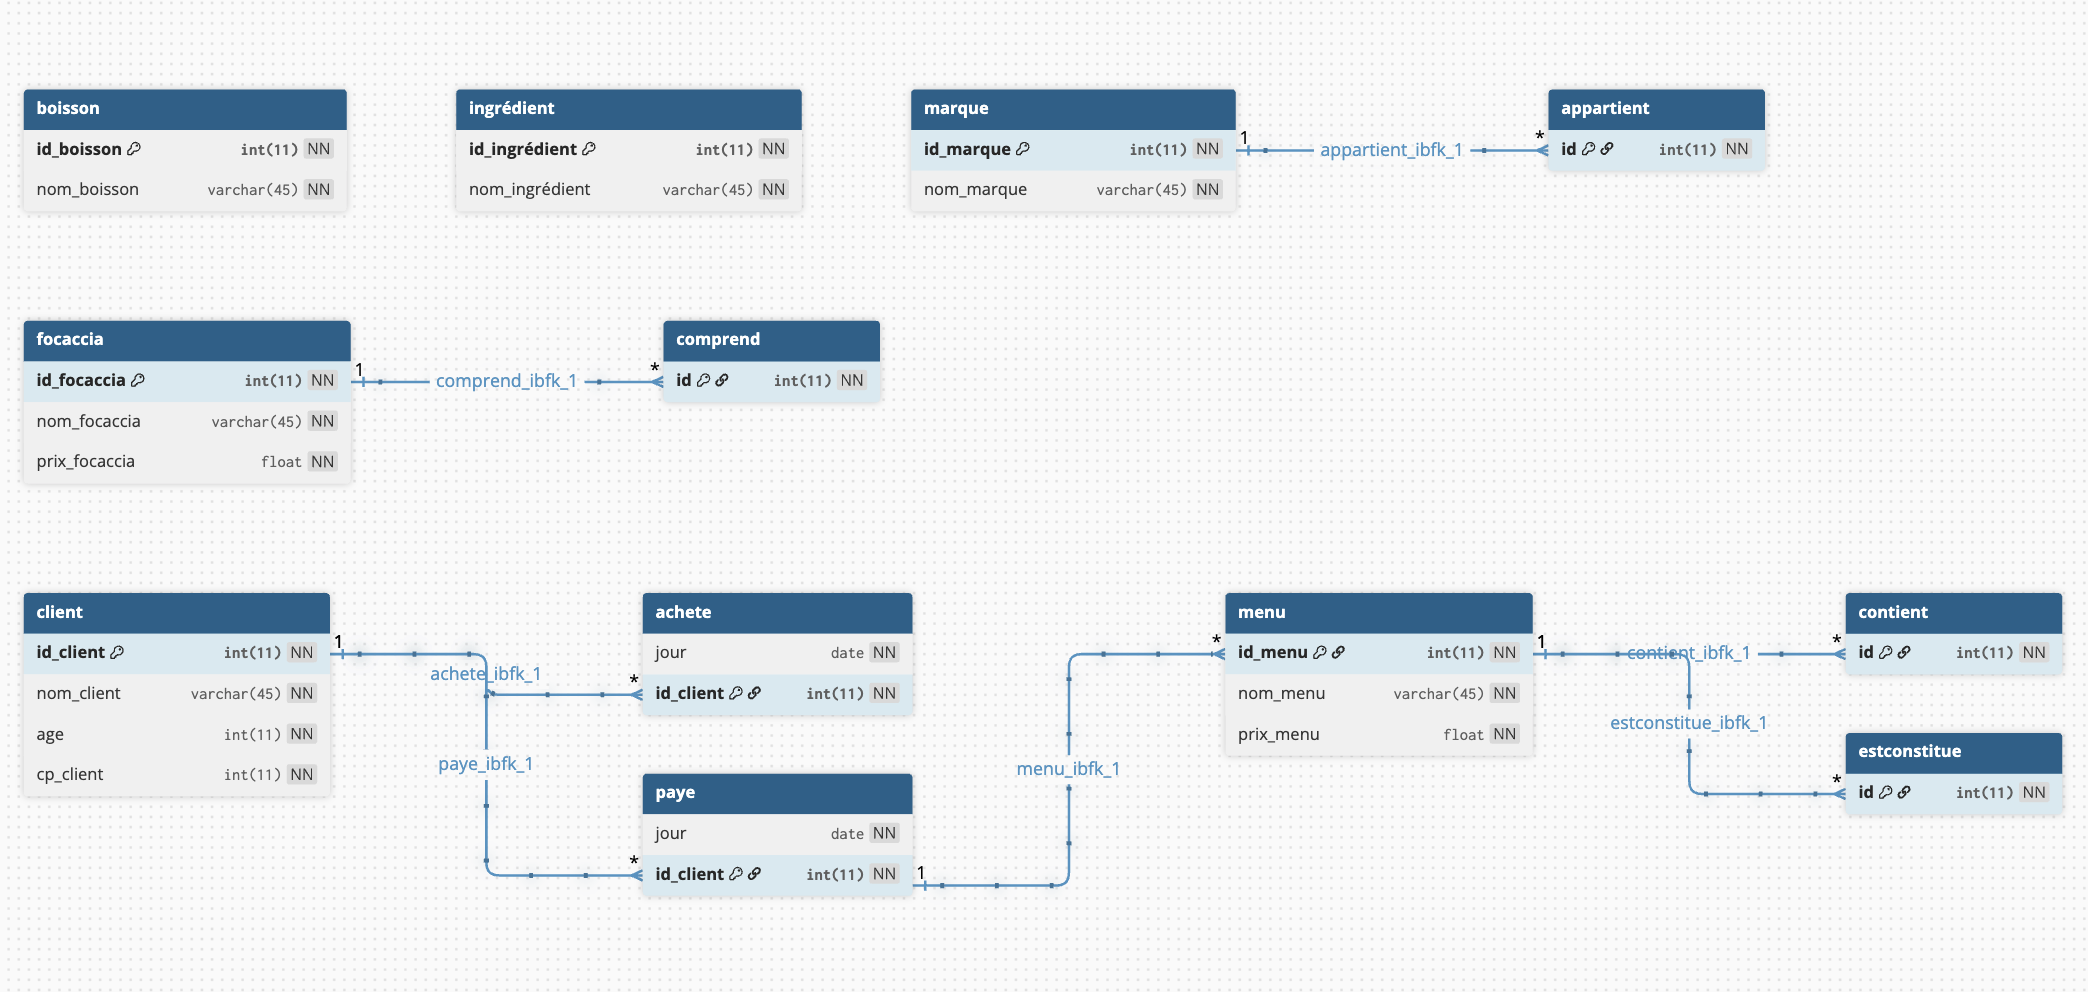 boisson
id_boisson int(11) NN
nom_boisson varchar(45) NN
ingrédient
id_ingrédient int(11) NN
nom_ingrédient varchar(45) NN
marque
id_marque int(11) NN
nom_marque varchar(45) NN
1
appartient_ibfk_1
*
appartient
id int(11) NN
focaccia
id_focaccia int(11) NN
nom_focaccia varchar(45) NN
prix_focaccia float NN
1
comprend_ibfk_1
*
comprend
id int(11) NN
client
id_client int(11) NN
nom_client varchar(45) NN
age int(11) NN
cp_client int(11) NN
1
achete_ibfk_1
*
achete
jour date NN
id_client int(11) NN
paye_ibfk_1
*
paye
jour date NN
id_client int(11) NN
1
menu_ibfk_1
*
menu
id_menu int(11) NN
nom_menu varchar(45) NN
prix_menu float NN
1
contient_ibfk_1
*
contient
id int(11) NN
estconstitue_ibfk_1
*
estconstitue
id int(11) NN